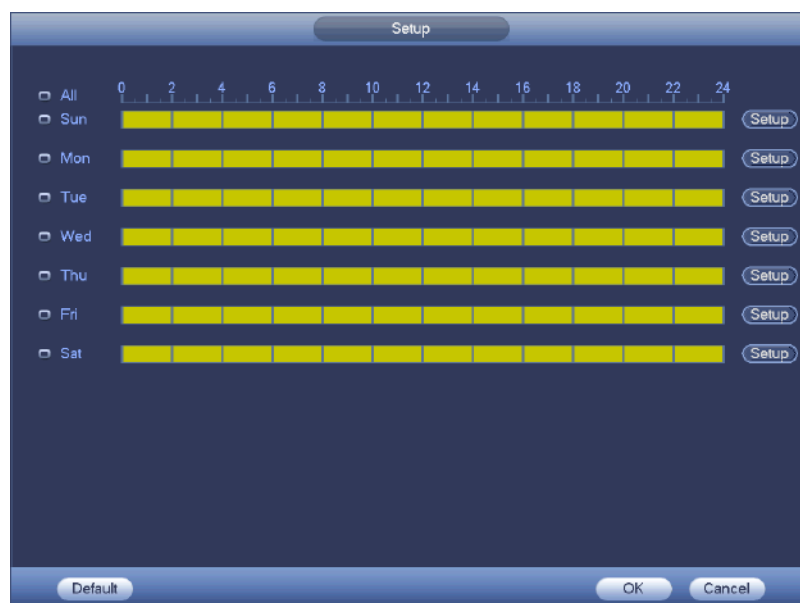 Setup
All 0 2 4 6 8 10 12 14 16 18 20 22 24
Sun Setup
Mon Setup
Tue Setup
Wed Setup
Thu Setup
Fri Setup
Sat Setup
Default OK Cancel